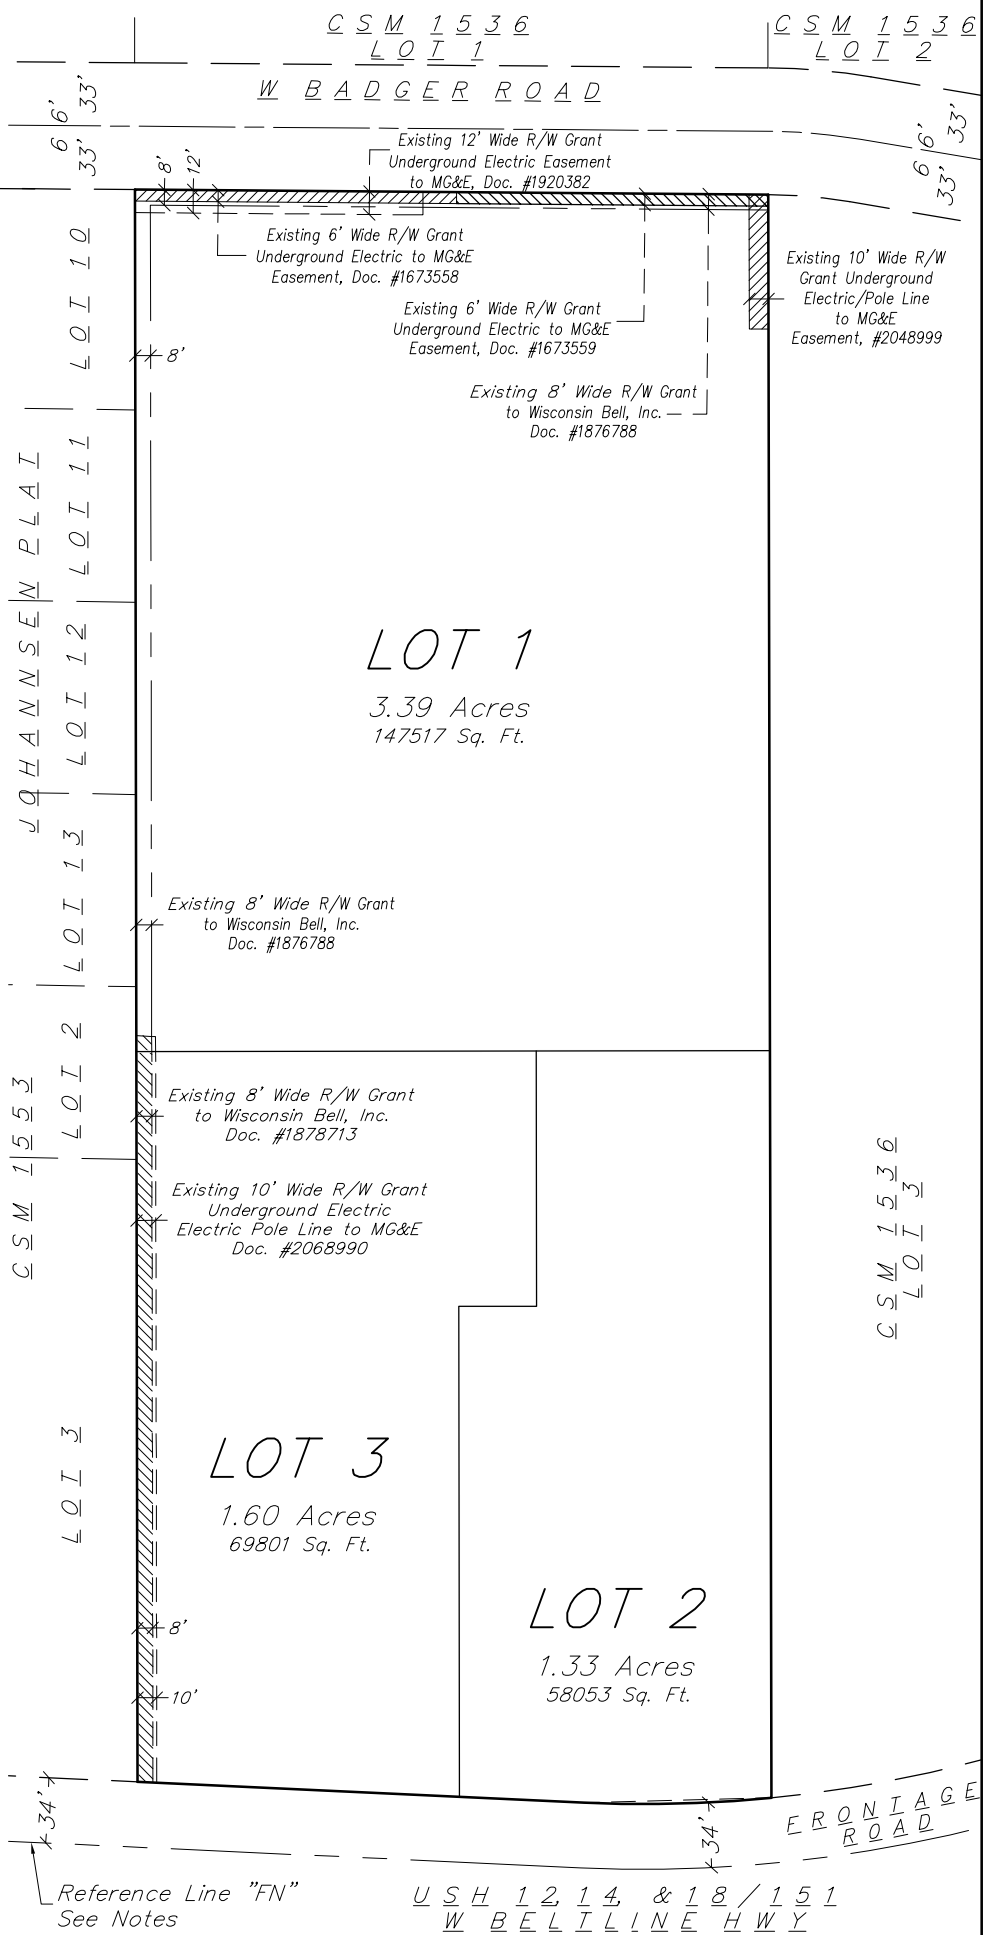 CSM 1536
LOT 1
CSM 1536
LOT 2
W BADGER ROAD
66'
33'
33'
66'
33'
33'
8'
12'
Existing 12' Wide R/W Grant
Underground Electric Easement
to MG&E, Doc. #1920382
Existing 6' Wide R/W Grant
Underground Electric to MG&E
Easement, Doc. #1673558
Existing 10' Wide R/W
Grant Underground
Electric/Pole Line
to MG&E
Easement, #2048999
Existing 6' Wide R/W Grant
Underground Electric to MG&E
Easement, Doc. #1673559
8'
Existing 8' Wide R/W Grant
to Wisconsin Bell, Inc.
Doc. #1876788
JOHANNSEN PLAT
LOT 10
LOT 11
LOT 12
LOT 13
LOT 1
3.39 Acres
147517 Sq. Ft.
Existing 8' Wide R/W Grant
to Wisconsin Bell, Inc.
Doc. #1876788
CSM 1553
LOT 2
LOT 3
Existing 8' Wide R/W Grant
to Wisconsin Bell, Inc.
Doc. #1878713
Existing 10' Wide R/W Grant
Underground Electric
Electric Pole Line to MG&E
Doc. #2068990
CSM 1536
LOT 3
LOT 3
1.60 Acres
69801 Sq. Ft.
LOT 2
1.33 Acres
58053 Sq. Ft.
8'
10'
34'
34'
FRONTAGE
ROAD
Reference Line "FN"
See Notes
USH 12, 14, & 18/151
W BELTLINE HWY